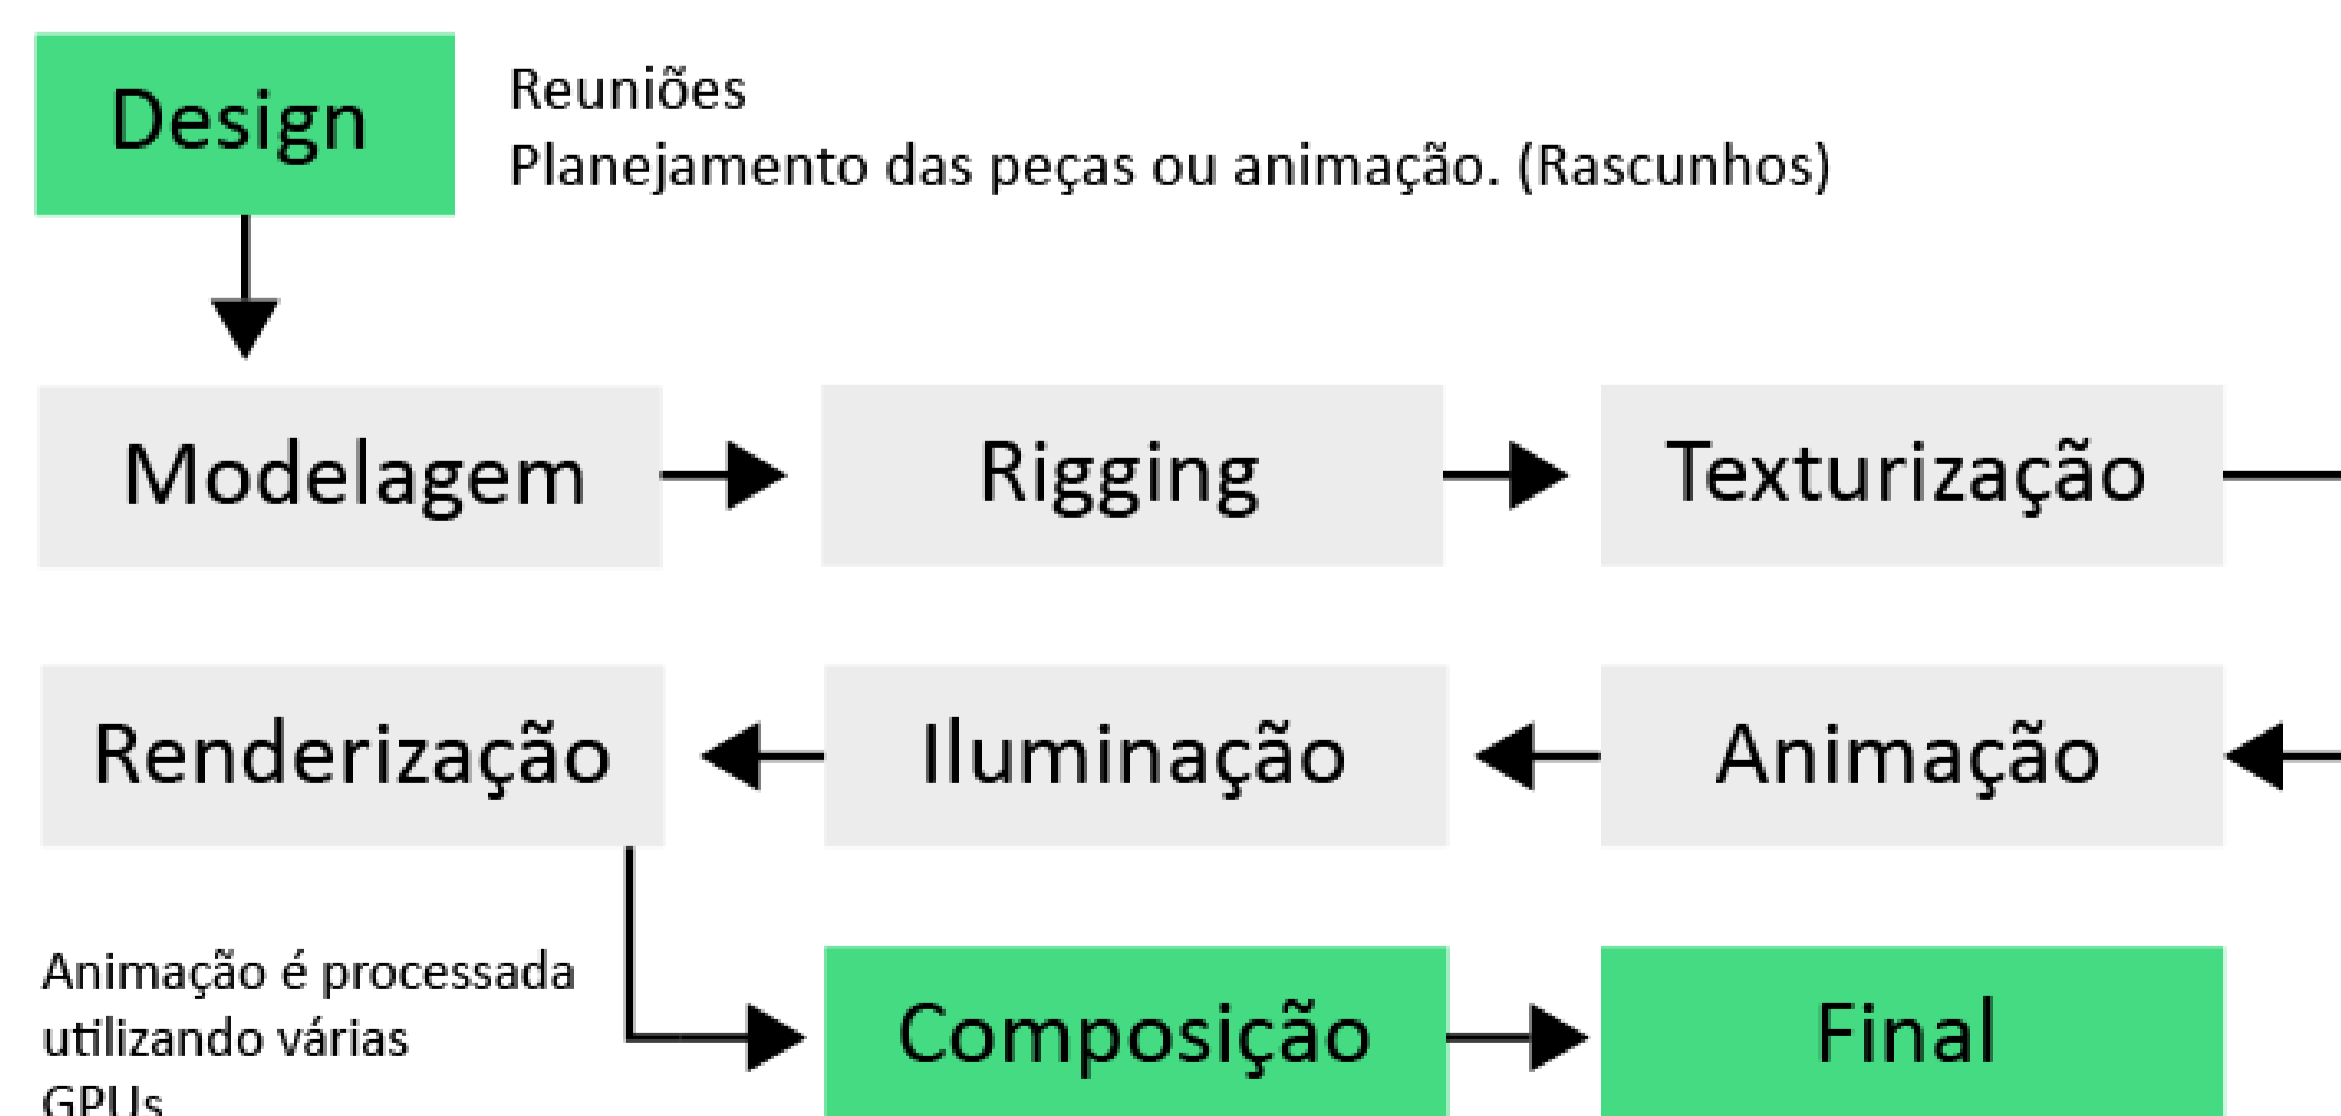 Design
Reuniões
Planejamento das peças ou animação. (Rascunhos)
Modelagem
Rigging
Texturização
Renderização
Iluminação
Animação
Animação é processada
utilizando várias
GPUs
Composição
Final